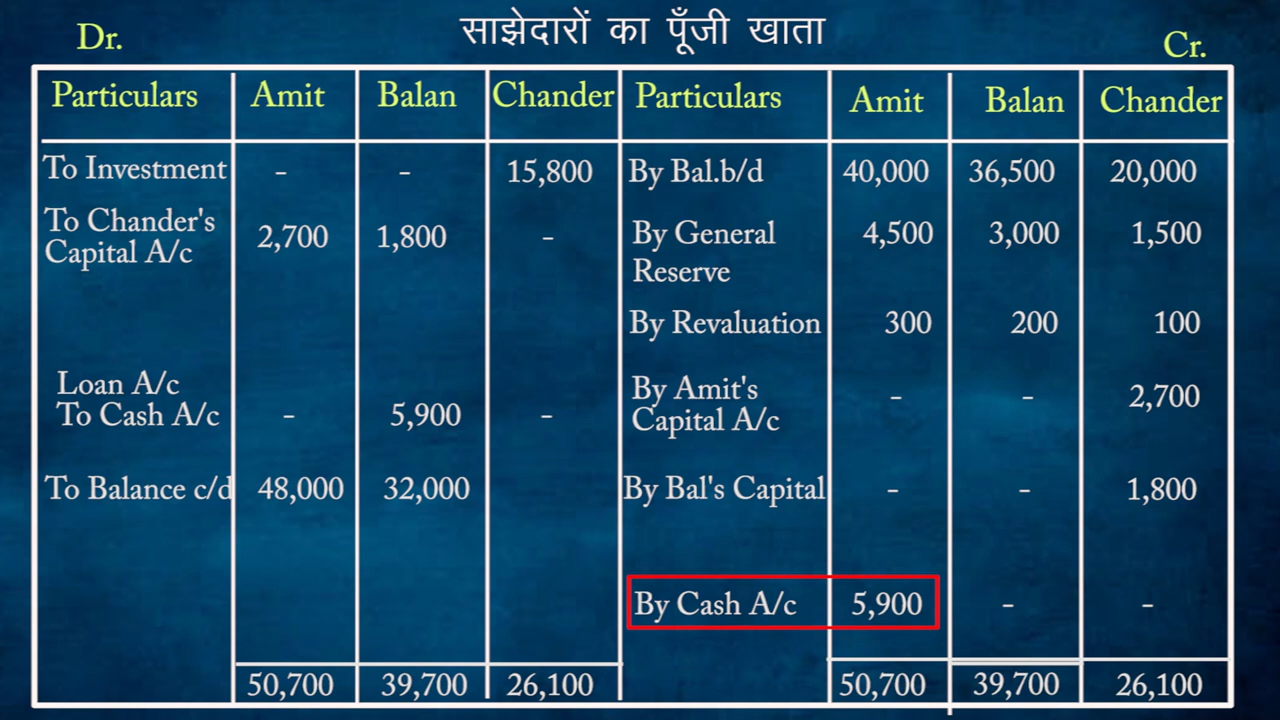 साझेदारों का पूँजी खाता
Dr. Cr.
Particulars Amit Balan Chander Particulars Amit Balan Chander
To Investment - - 15,800 By Bal.b/d 40,000 36,500 20,000
To Chander's
Capital A/c 2,700 1,800 - By General 4,500 3,000 1,500
Reserve
By Revaluation 300 200 100
Loan A/c By Amit's - - 2,700
To Cash A/c - 5,900 - Capital A/c
To Balance c/d 48,000 32,000 By Bal's Capital - - 1,800
By Cash A/c 5,900 - -
50,700 39,700 26,100 50,700 39,700 26,100